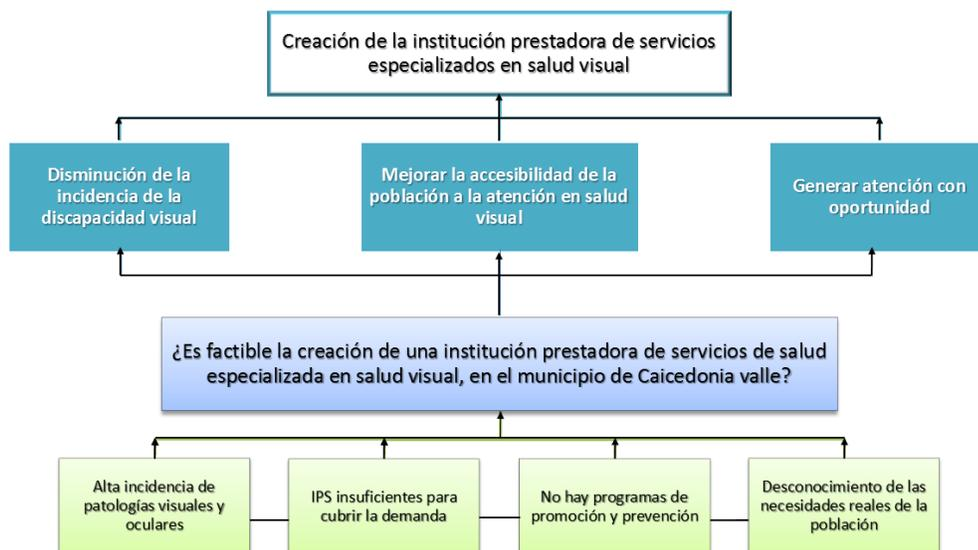 Creación de la institución prestadora de servicios
especializados en salud visual
Disminución de la
incidencia de la
discapacidad visual
Mejorar la accesibilidad de la
población a la atención en salud
visual
Generar atención con
oportunidad
¿Es factible la creación de una institución prestadora de servicios de salud
especializada en salud visual, en el municipio de Caicedonia valle?
Alta incidencia de
patologías visuales y
oculares
IPS insuficientes para
cubrir la demanda
No hay programas de
promoción y prevención
Desconocimiento de las
necesidades reales de la
población